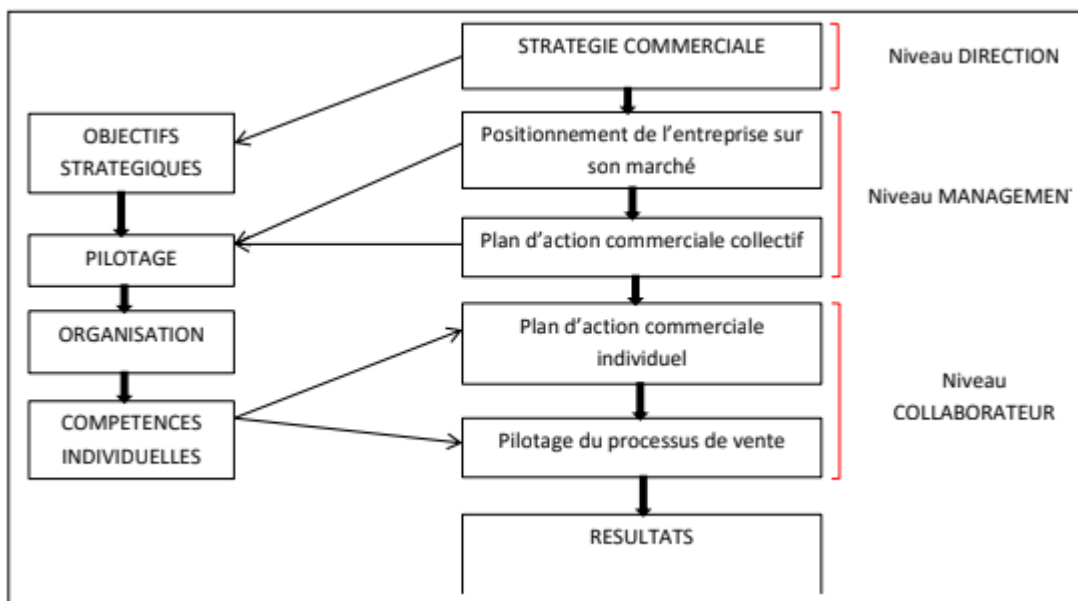 STRATEGIE COMMERCIALE
Niveau DIRECTION
OBJECTIFS
STRATEGIQUES
Positionnement de l’entreprise sur
son marché
Niveau MANAGEMENT
Plan d’action commerciale collectif
PILOTAGE
ORGANISATION
Plan d’action commerciale
individuel
Niveau
COLLABORATEUR
COMPETENCES
INDIVIDUELLES
Pilotage du processus de vente
RESULTATS